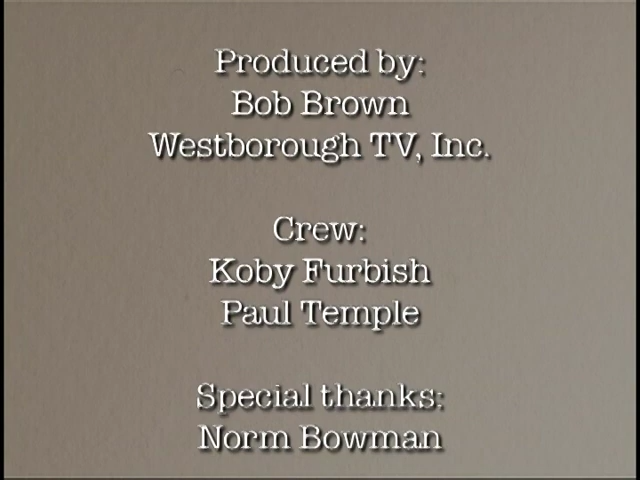 Produced by:
Bob Brown
Westborough TV, Inc.
Crew:
Koby Furbish
Paul Temple
Special thanks:
Norm Bowman